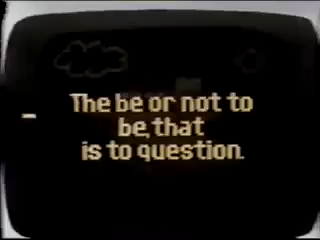 The be or not to
be, that
is to question.